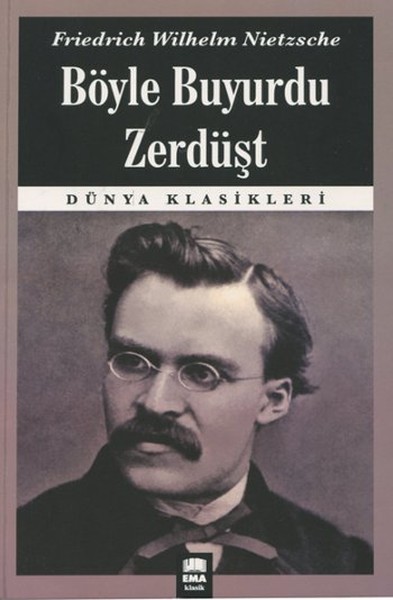 Friedrich Wilhelm Nietzsche
Böyle Buyurdu
Zerdüşt
DÜNYA KLASİKLERİ
EMA
klasik